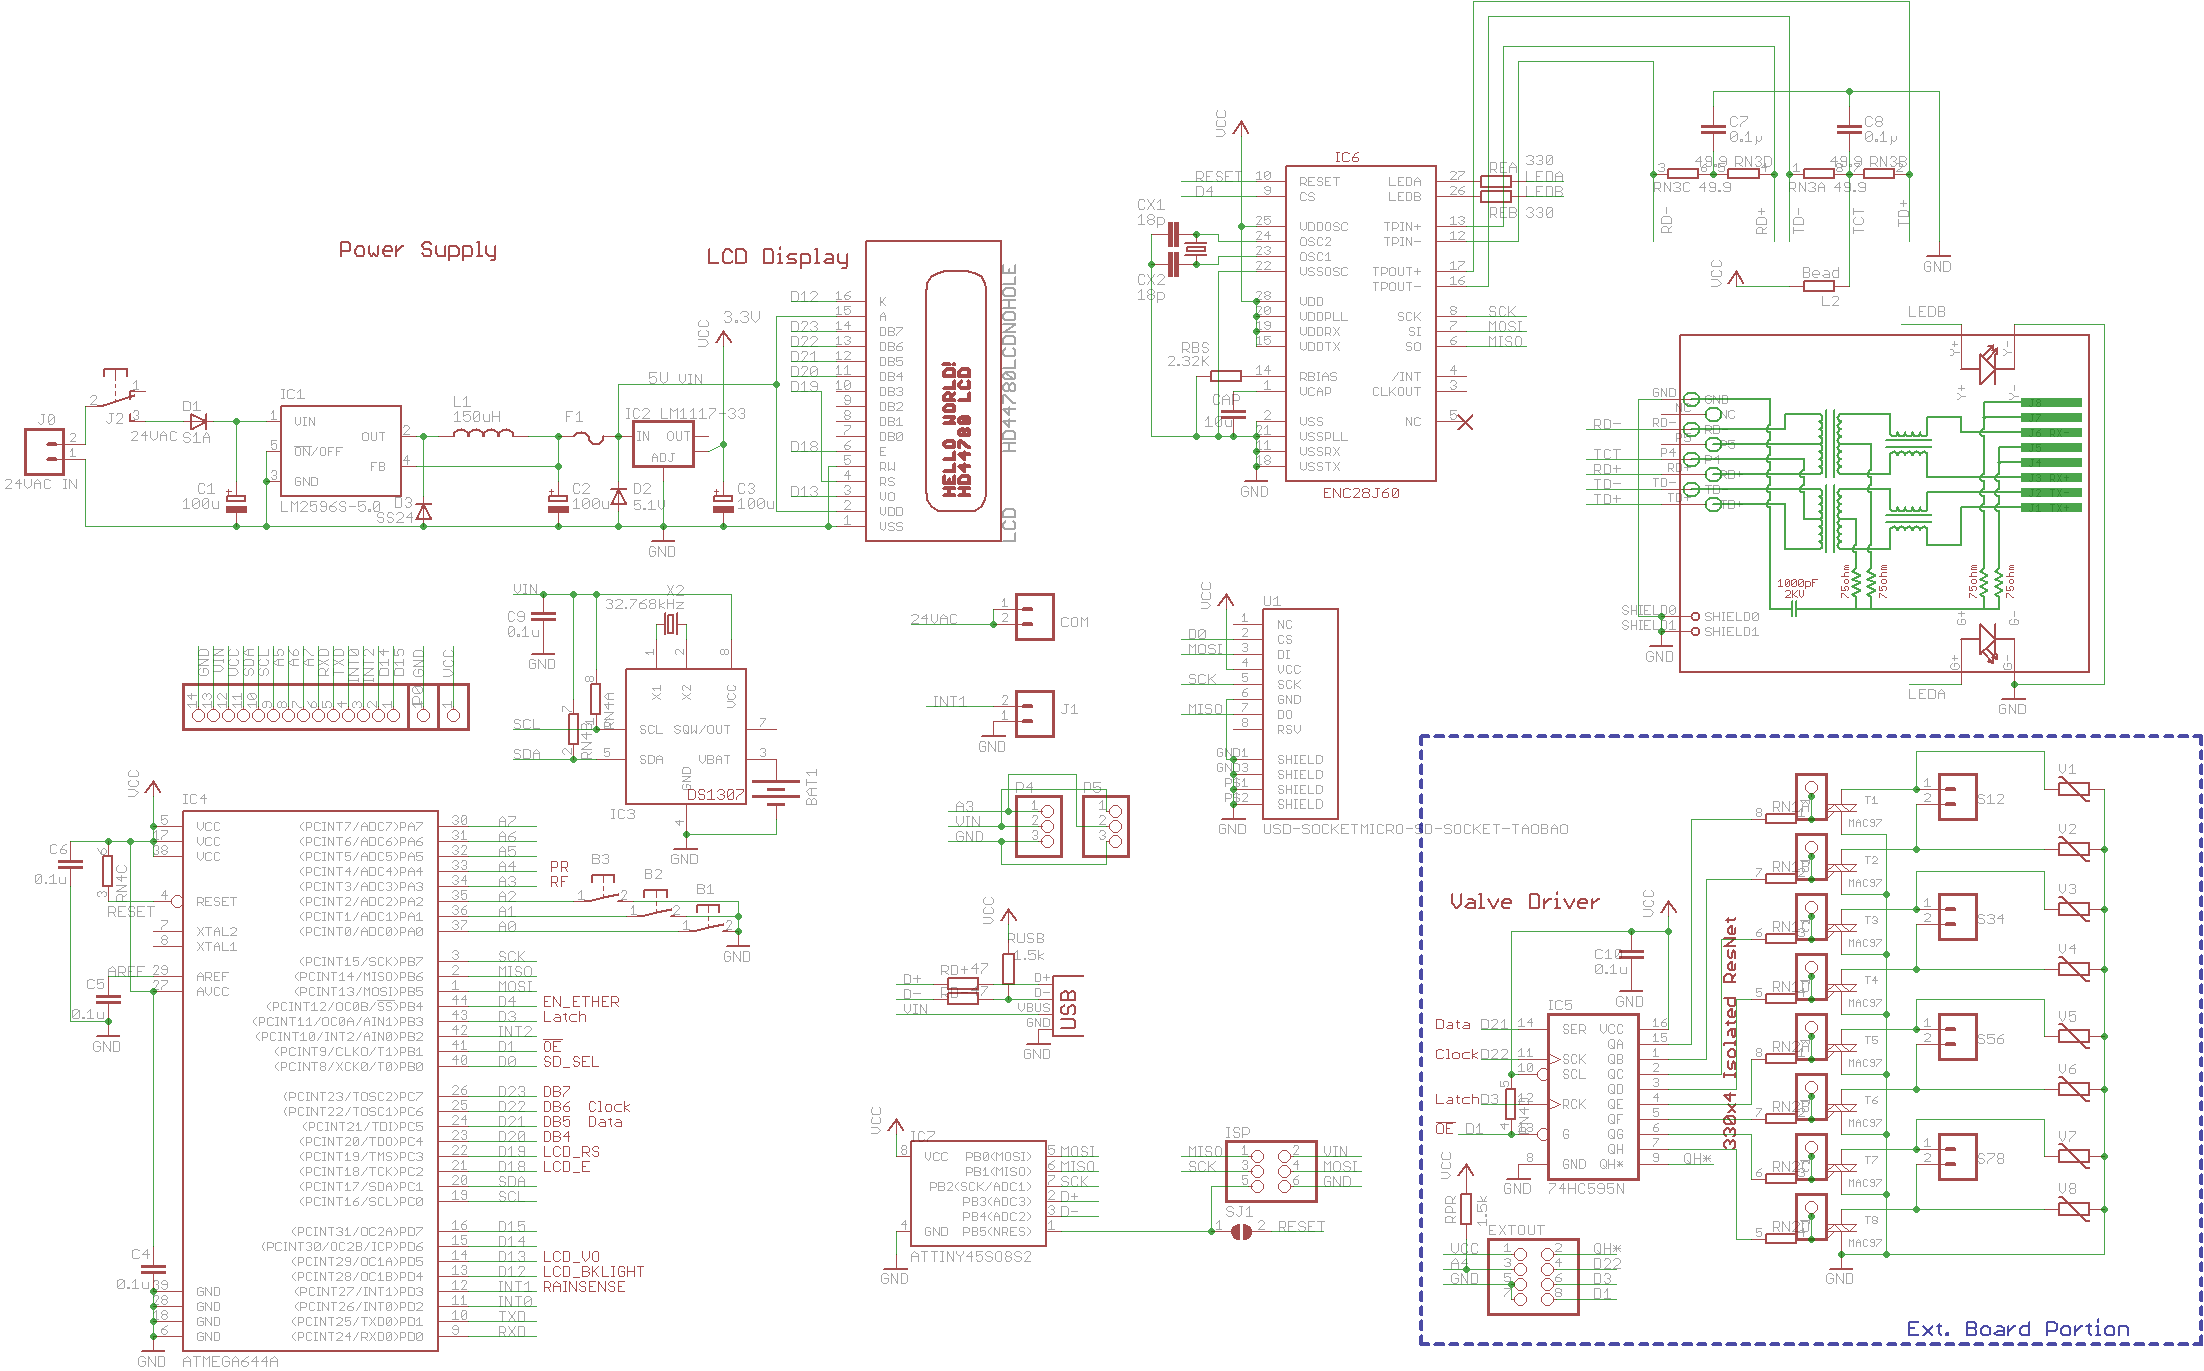 Power Supply
J0
24VAC IN
2
1
J2
1
2
3
24VAC
D1
S1A
C1
100u
IC1
VIN
ON/OFF
GND
OUT
FB
1
5
3
2
4
LM2596S-5.0
D3
SS24
L1
150uH
F1
C2
100u
D2
5.1V
5V VIN
IC2 LM1117-33
IN OUT
ADJ
VCC
3.3V
C3
100u
GND
LCD Display
D12 16 K
15 A
D23 14 DB7
D22 13 DB6
D21 12 DB5
D20 11 DB4
D19 10 DB3
9 DB2
8 DB1
7 DB0
D18 6 E
5 RW
4 RS
D13 3 VO
2 VDD
1 VSS
HELLO WORLD!
HD44780 LCD
HD44780LCDNOHOLE
LCD
IC6
VCC
RESET 10 RESET
D4 9 CS
25 VDDOSC
24 OSC2
23 OSC1
22 VSSOSC
28 VDD
20 VDDPLL
19 VDDRX
15 VDDTX
14 RBIAS
1 VCAP
2 VSS
21 VSSPLL
11 VSSRX
18 VSSTX
CX1
18p
CX2
18p
RBS
2.32K
CAP
10u
GND
LEDA 27 REA 330 LEDA
LEDB 26 REB 330 LEDB
TPIN+ 13
TPIN- 12
TPOUT+ 17
TPOUT- 16
SCK 8 SCK
SI 7 MOSI
SO 6 MISO
/INT 4
CLKOUT 3
NC 5
ENC28J60
C7
0.1µ
C8
0.1µ
49.9 RN3D
49.9 RN3B
RN3C 49.9
RN3A 49.9
RD-
RD+
TD-
TCT
TD+
GND
VCC
Bead
L2
LEDB
Y+
Y-
GND
NC
RD-
P5
TCT P4
RD+
TD-
TD+
J8
J7
J6 RX-
J5
J4
J3 RX+
J2 TX-
J1 TX+
1000pF
2KV
75ohm
75ohm
75ohm
75ohm
SHIELD0 SHIELD0
SHIELD1 SHIELD1
GND
G+
G-
LEDA
GND
GND
VIN
VCC
SDA
SCL
A5
A6
A7
RXD
TXD
INT0
INT2
D14
D15
GND
VCC
14
13
12
11
10
9
8
7
6
5
4
3
2
1
1
VIN
C9
0.1u
GND
X2
32.768kHz
RN4A
SCL
SDA
X1
X2
VCC
SCL SQW/OUT 7
SDA VBAT 3
GND
DS1307
IC3
BAT1
GND
24VAC
1
2
COM
INT1
2
1
J1
GND
P4
P5
A3
VIN
GND
1
2
3
1
2
3
VCC
U1
1 NC
D0 2 CS
MOSI 3 DI
4 VCC
SCK 5 SCK
6 GND
MISO 7 DO
8 RSV
GND1 SHIELD
GND3 SHIELD
PS1 SHIELD
PS2 SHIELD
GND
USD-SOCKETMICRO-SD-SOCKET-TAOBAO
VCC
IC4
C6
0.1u
RN4C
RESET
AREF
C5
0.1u
GND
C4
0.1u
GND
5 VCC
17 VCC
38 VCC
4 RESET
7 XTAL2
8 XTAL1
29 AREF
27 AVCC
39 GND
28 GND
18 GND
6 GND
(PCINT7/ADC7)PA7 30 A7
(PCINT6/ADC6)PA6 31 A6
(PCINT5/ADC5)PA5 32 A5
(PCINT4/ADC4)PA4 33 A4 PR
(PCINT3/ADC3)PA3 34 A3 RF
(PCINT2/ADC2)PA2 35 A2
(PCINT1/ADC1)PA1 36 A1
(PCINT0/ADC0)PA0 37 A0
B3
B2
B1
GND
(PCINT15/SCK)PB7 3 SCK
(PCINT14/MISO)PB6 2 MISO
(PCINT13/MOSI)PB5 1 MOSI
(PCINT12/OC0B/SS)PB4 44 D4 EN_ETHER
(PCINT11/OC0A/AIN1)PB3 43 D3 Latch
(PCINT10/INT2/AIN0)PB2 42 INT2
(PCINT9/CLKO/T1)PB1 41 D1 OE
(PCINT8/XCK0/T0)PB0 40 D0 SD_SEL
(PCINT23/TOSC2)PC7 26 D23 DB7
(PCINT22/TOSC1)PC6 25 D22 DB6 Clock
(PCINT21/TDI)PC5 24 D21 DB5 Data
(PCINT20/TDO)PC4 23 D20 DB4
(PCINT19/TMS)PC3 22 D19 LCD_RS
(PCINT18/TCK)PC2 21 D18 LCD_E
(PCINT17/SDA)PC1 20 SDA
(PCINT16/SCL)PC0 19 SCL
(PCINT31/OC2A)PD7 16 D15
(PCINT30/OC2B/ICP)PD6 15 D14
(PCINT29/OC1A)PD5 14 D13 LCD_VO
(PCINT28/OC1B)PD4 13 D12 LCD_BKLIGHT
(PCINT27/INT1)PD3 12 INT1 RAINSENSE
(PCINT26/INT0)PD2 11 INT0
(PCINT25/TXD0)PD1 10 TXD
(PCINT24/RXD0)PD0 9 RXD
ATMEGA644A
VCC
RUSB
1.5k
D+ RD+47 D+
D- D-
VIN VBUS
GND
USB
GND
VCC
IC7
8 VCC
4 GND
PB0(MOSI) 5 MOSI
PB1(MISO) 6 MISO
PB2(SCK/ADC1) 7 SCK
PB3(ADC3) 2 D+
PB4(ADC2) 3 D-
PB5(NRES) 1
ATTINY45SO8S2
GND
ISP
MISO 1 2 VIN
SCK 3 4 MOSI
5 6 GND
SJ1
1 2 RESET
Valve Driver
VCC
C10
0.1u
GND
IC5
Data D21 14 SER
Clock D22 11 SCK
10 SCL
Latch D3 12 RCK
OE D1 13 G
8 GND
VCC 16
QA 15
QB 1
QC 2
QD 3
QE 4
QF 5
QG 6
QH 7
QH* 9 QH*
74HC595N
GND
VCC
RPR
1.5k
EXTOUT
VCC 1 2 QH*
A4 3 4 D22
GND 5 6 D3
7 8 D1
330x4 Isolated ResNet
T1
MAC97
T2
MAC97
T3
MAC97
T4
MAC97
T5
MAC97
T6
MAC97
T7
MAC97
T8
MAC97
GND
1
2
S12
1
2
S34
1
2
S56
1
2
S78
V1
V2
V3
V4
V5
V6
V7
V8
Ext. Board Portion